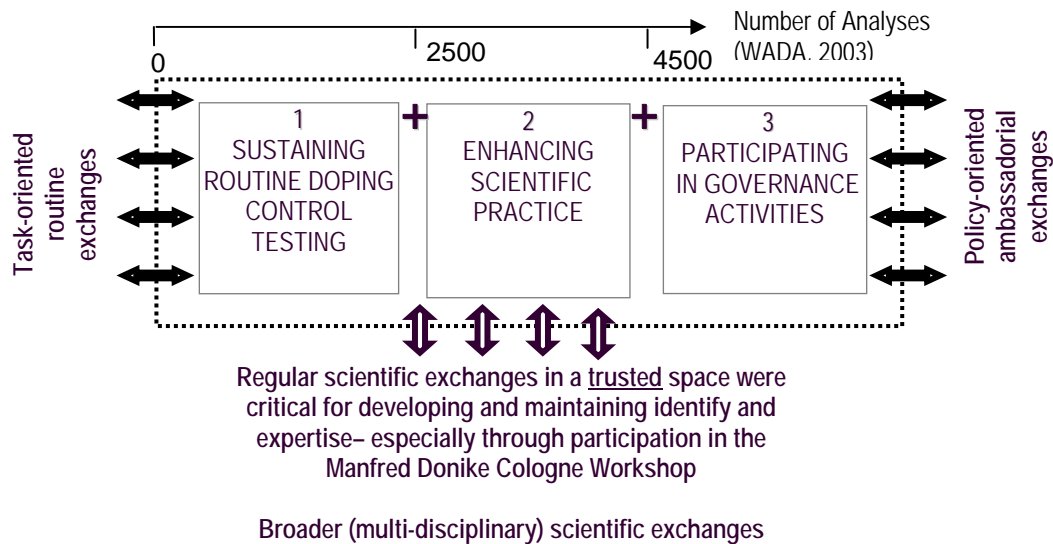 Number of Analyses
(WADA, 2003)
0
2500
4500
Task-oriented
routine
exchanges
1
SUSTAINING
ROUTINE DOPING
CONTROL
TESTING
+
2
ENHANCING
SCIENTIFIC
PRACTICE
+
3
PARTICIPATING
IN GOVERNANCE
ACTIVITIES
Policy-oriented
ambassadorial
exchanges
Regular scientific exchanges in a trusted space were
critical for developing and maintaining identify and
expertise– especially through participation in the
Manfred Donike Cologne Workshop
Broader (multi-disciplinary) scientific exchanges